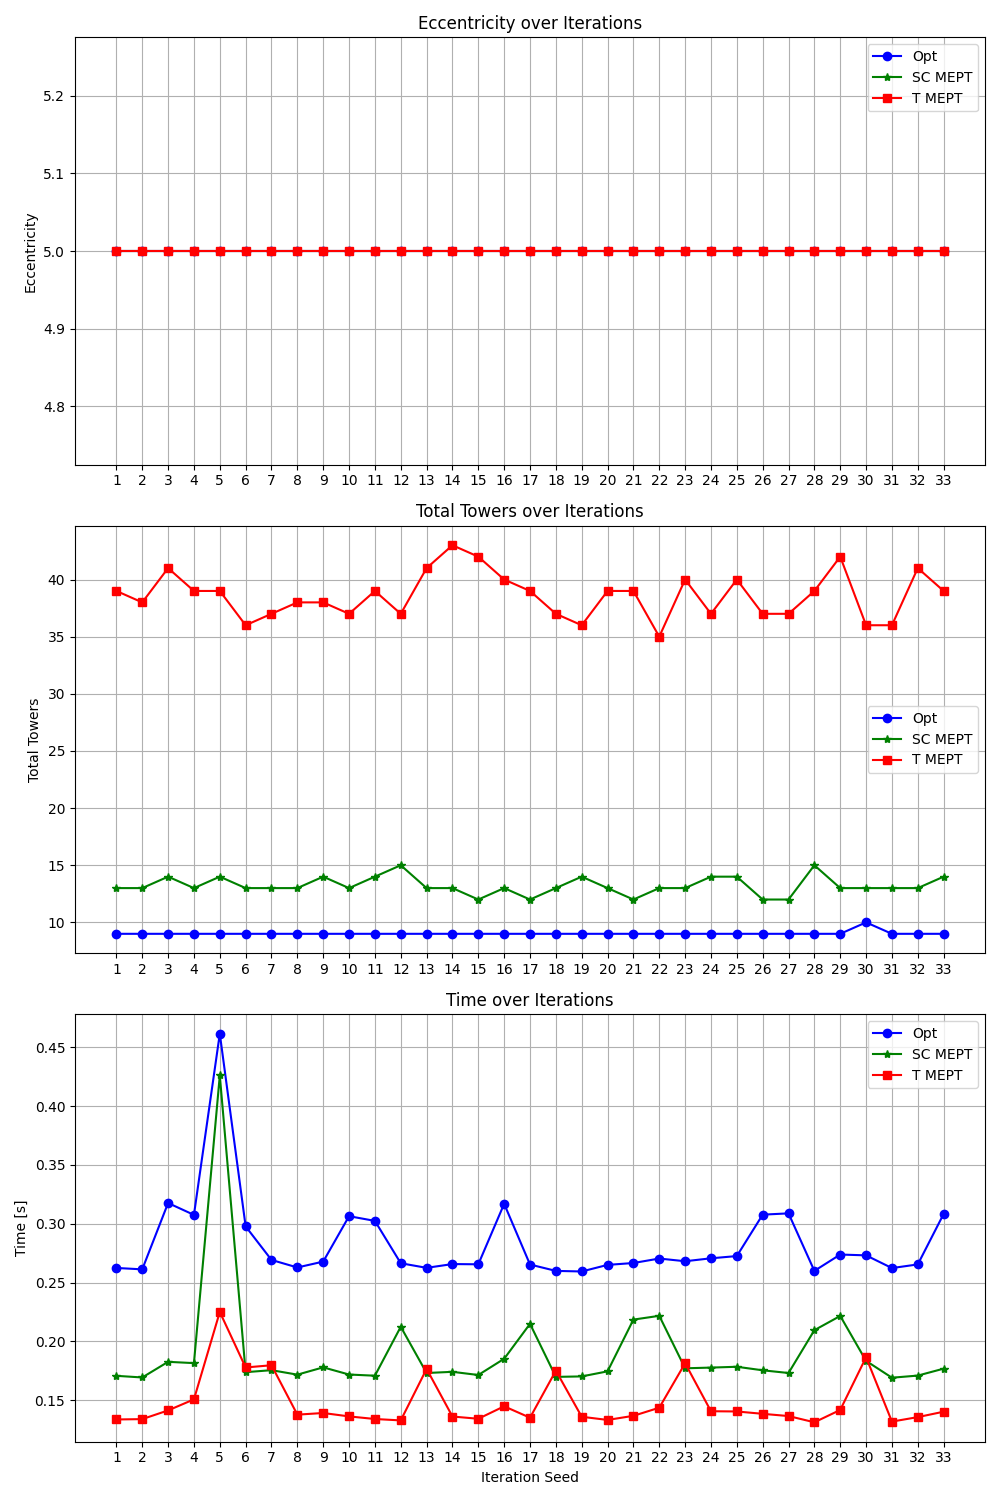 Eccentricity over Iterations
Opt
SC MEPT
T MEPT
5.2
5.1
5.0
4.9
4.8
Eccentricity
1 2 3 4 5 6 7 8 9 10 11 12 13 14 15 16 17 18 19 20 21 22 23 24 25 26 27 28 29 30 31 32 33
Total Towers over Iterations
40
35
30
25
20
15
10
Total Towers
Opt
SC MEPT
T MEPT
1 2 3 4 5 6 7 8 9 10 11 12 13 14 15 16 17 18 19 20 21 22 23 24 25 26 27 28 29 30 31 32 33
Time over Iterations
Opt
SC MEPT
T MEPT
0.45
0.40
0.35
0.30
0.25
0.20
0.15
Time [s]
1 2 3 4 5 6 7 8 9 10 11 12 13 14 15 16 17 18 19 20 21 22 23 24 25 26 27 28 29 30 31 32 33
Iteration Seed